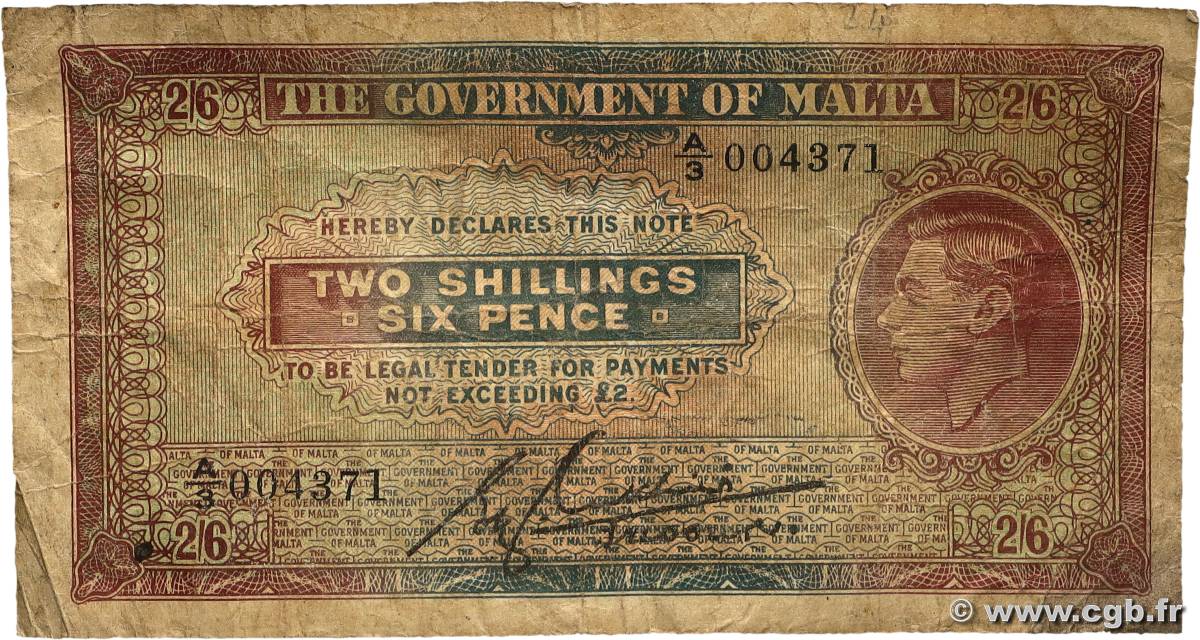 2/6 THE GOVERNMENT OF MALTA 2/6
A/3 004371
HEREBY DECLARES THIS NOTE
TWO SHILLINGS
SIX PENCE
TO BE LEGAL TENDER FOR PAYMENTS
NOT EXCEEDING £2.
A/3 004371
2/6 2/6
© www.cgb.fr